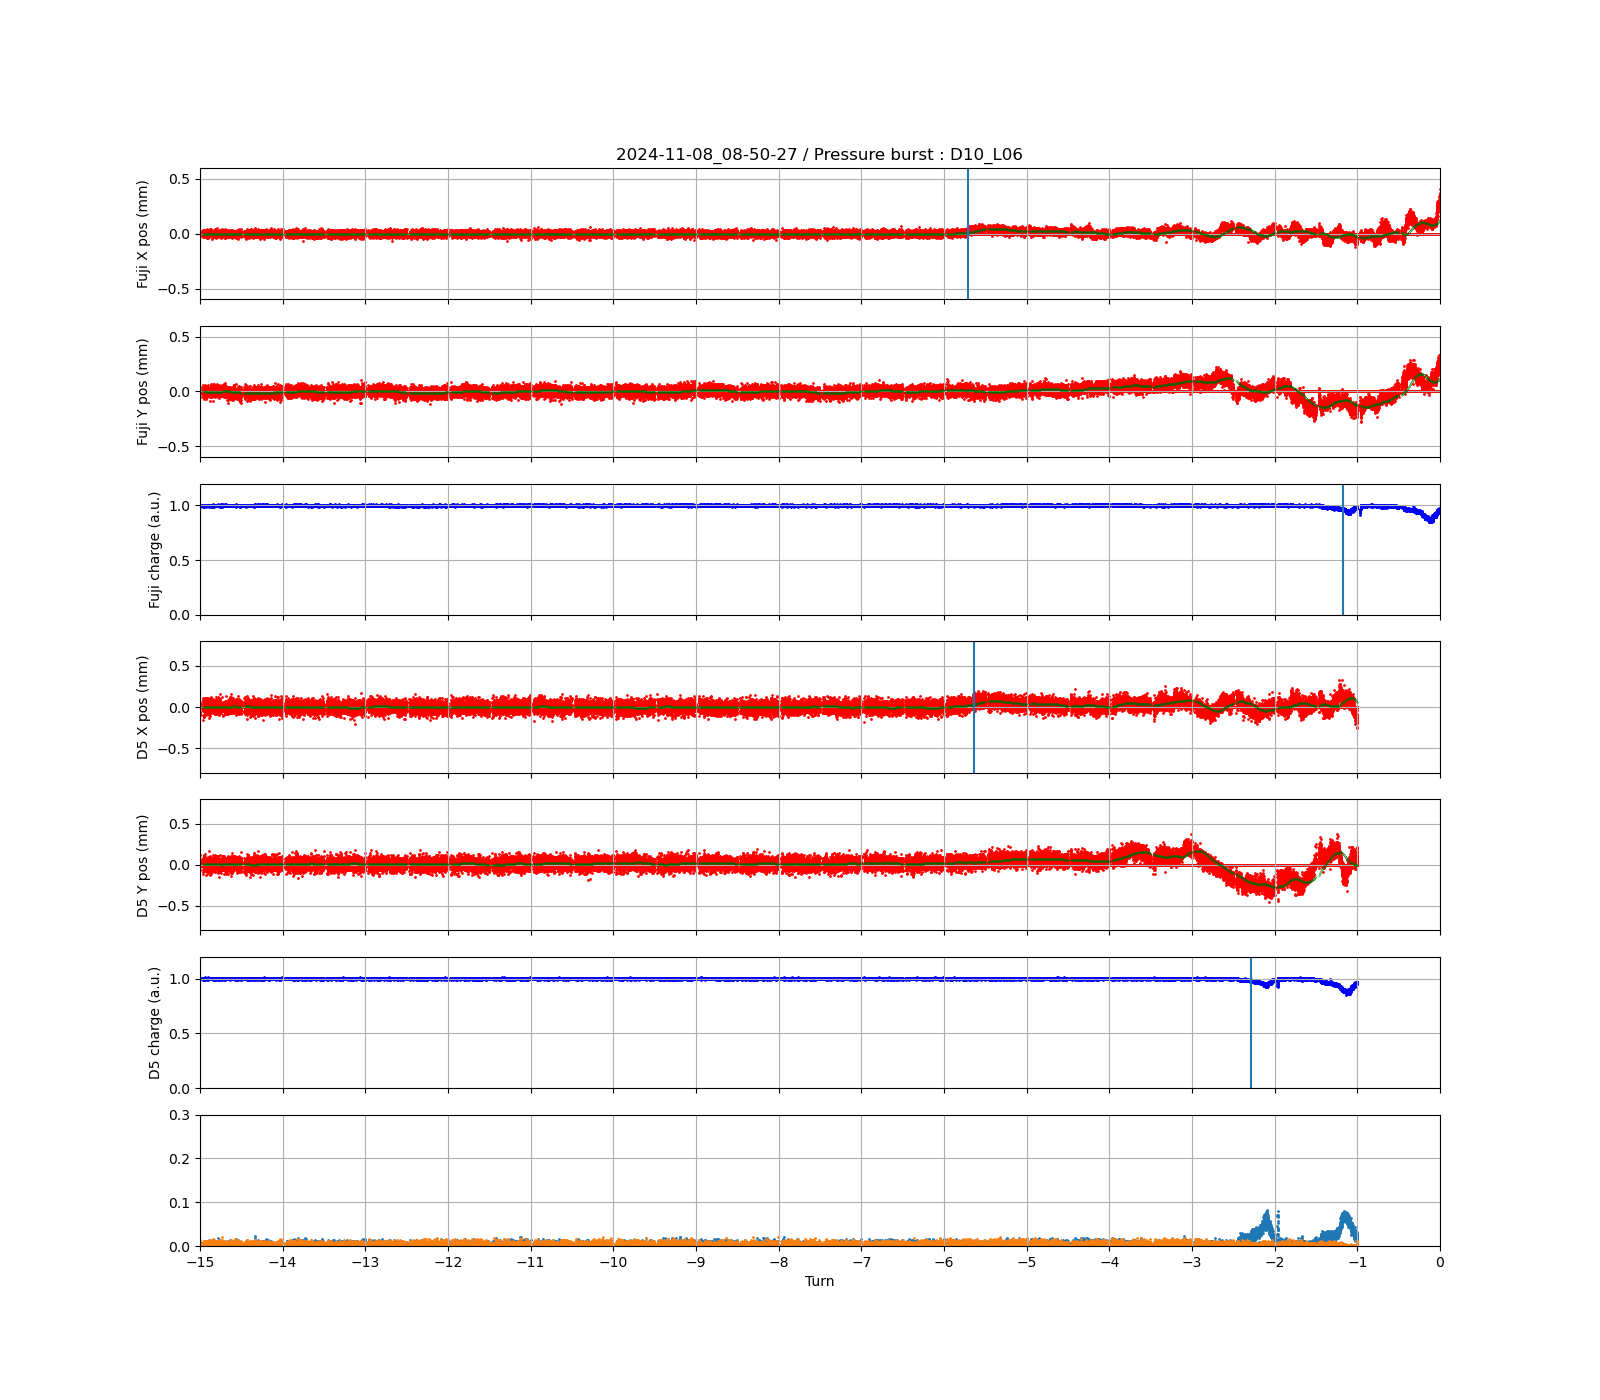 2024-11-08_08-50-27 / Pressure burst : D10_L06
Fuji X pos (mm)
0.5
0.0
−0.5
Fuji Y pos (mm)
0.5
0.0
−0.5
Fuji charge (a.u.)
1.0
0.5
0.0
D5 X pos (mm)
0.5
0.0
−0.5
D5 Y pos (mm)
0.5
0.0
−0.5
D5 charge (a.u.)
1.0
0.5
0.0
0.3
0.2
0.1
0.0
−15 −14 −13 −12 −11 −10 −9 −8 −7 −6 −5 −4 −3 −2 −1 0
Turn